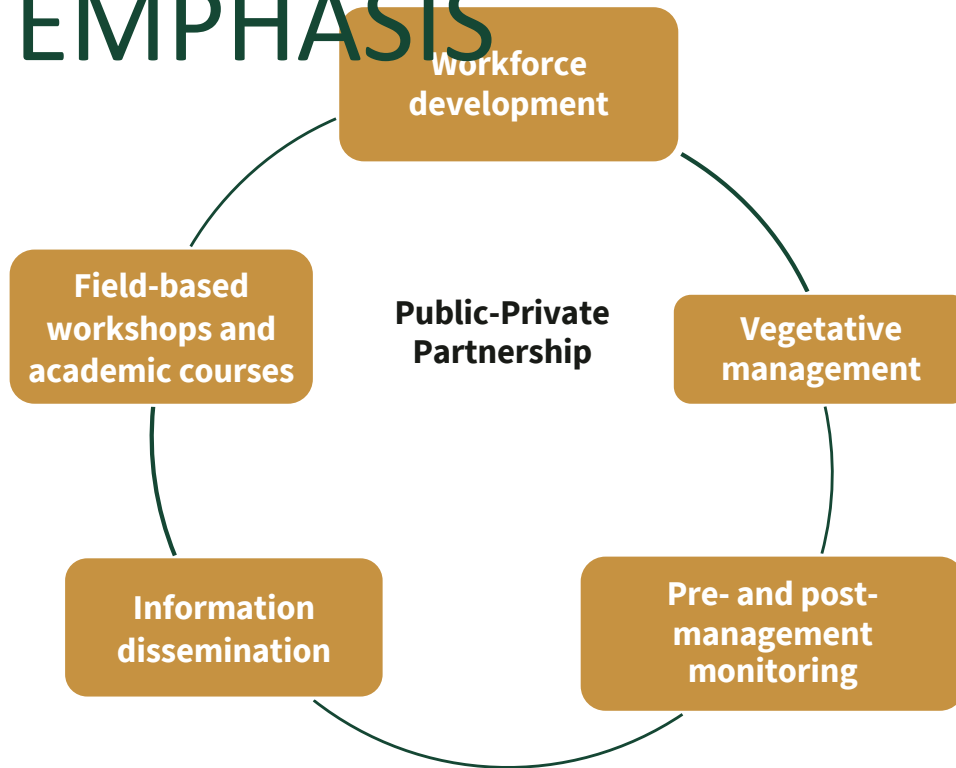 EMPHASIS
Workforce
development
Field-based
workshops and
academic courses
Public-Private
Partnership
Vegetative
management
Information
dissemination
Pre- and post-
management
monitoring